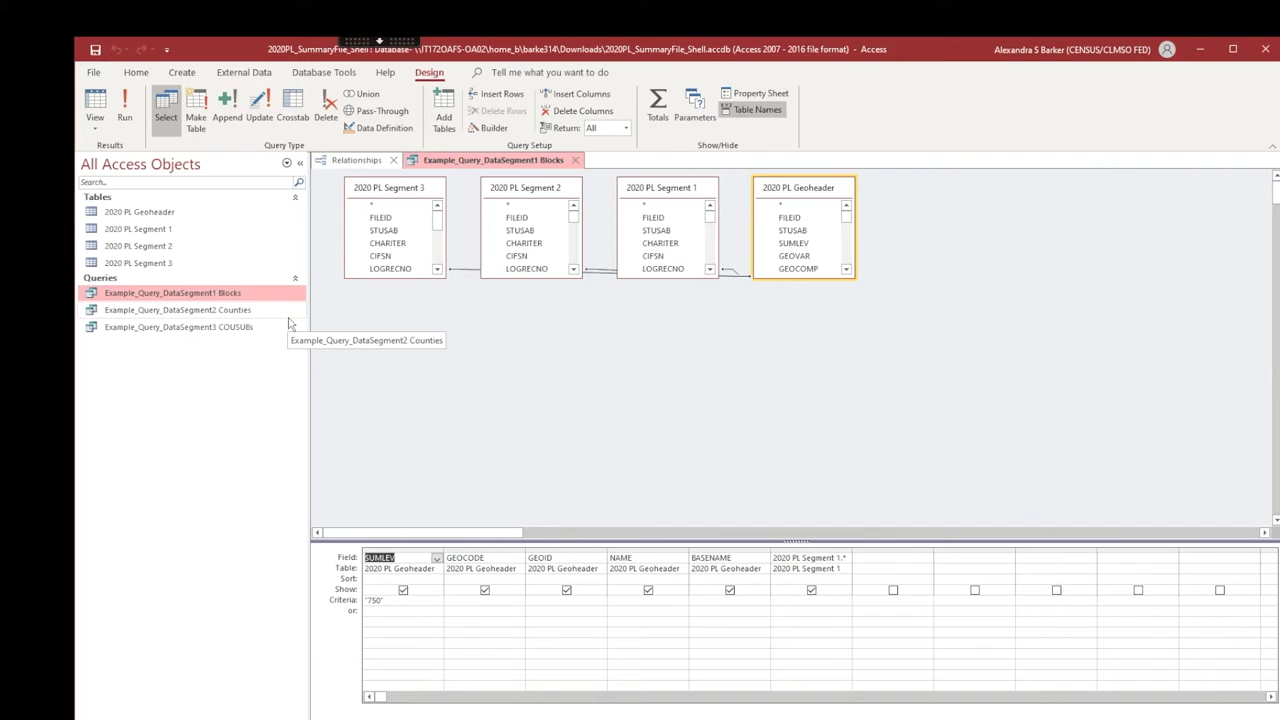 2020PL_SummaryFile_Shell : Database- \\IT172OAFS-OA02\home_b\barke314\Downloads\2020PL_SummaryFile_Shell.accdb (Access 2007 - 2016 file format) - Access
Alexandra S Barker (CENSUS/CLMSO FED)
File Home Create External Data Database Tools Help Design Tell me what you want to do
View Run Select Make Table Append Update Crosstab Delete
Union
Pass-Through
Data Definition
Add Tables
Insert Rows
Delete Rows
Builder
Insert Columns
Delete Columns
Return: All
Totals Parameters
Property Sheet
Table Names
Results Query Type Query Setup Show/Hide
All Access Objects
Search...
Tables
2020 PL Geoheader
2020 PL Segment 1
2020 PL Segment 2
2020 PL Segment 3
Queries
Example_Query_DataSegment1 Blocks
Example_Query_DataSegment2 Counties
Example_Query_DataSegment3 COUSUBs
Example_Query_DataSegment2 Counties
Relationships Example_Query_DataSegment1 Blocks
2020 PL Segment 3
*
FILEID
STUSAB
CHARITER
CIFSN
LOGRECNO
2020 PL Segment 2
*
FILEID
STUSAB
CHARITER
CIFSN
LOGRECNO
2020 PL Segment 1
*
FILEID
STUSAB
CHARITER
CIFSN
LOGRECNO
2020 PL Geoheader
*
FILEID
STUSAB
SUMLEV
GEOVAR
GEOCOMP
Field: SUMLEV GEOCODE GEOID NAME BASENAME 2020 PL Segment 1.*
Table: 2020 PL Geoheader 2020 PL Geoheader 2020 PL Geoheader 2020 PL Geoheader 2020 PL Geoheader 2020 PL Segment 1
Sort:
Show:
Criteria: "750"
or: